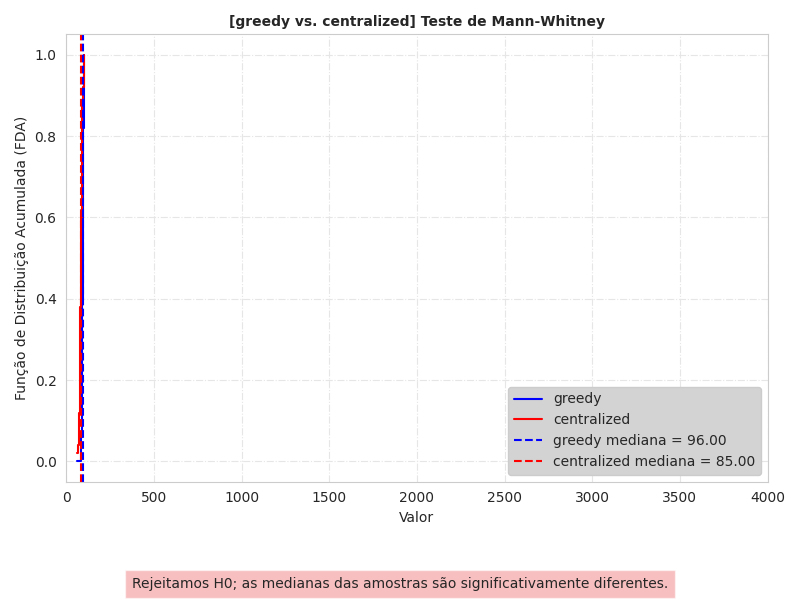 [greedy vs. centralized] Teste de Mann-Whitney
Função de Distribuição Acumulada (FDA)
1.0
0.8
0.6
0.4
0.2
0.0
0 500 1000 1500 2000 2500 3000 3500 4000
Valor
greedy
centralized
greedy mediana = 96.00
centralized mediana = 85.00
Rejeitamos H0; as medianas das amostras são significativamente diferentes.